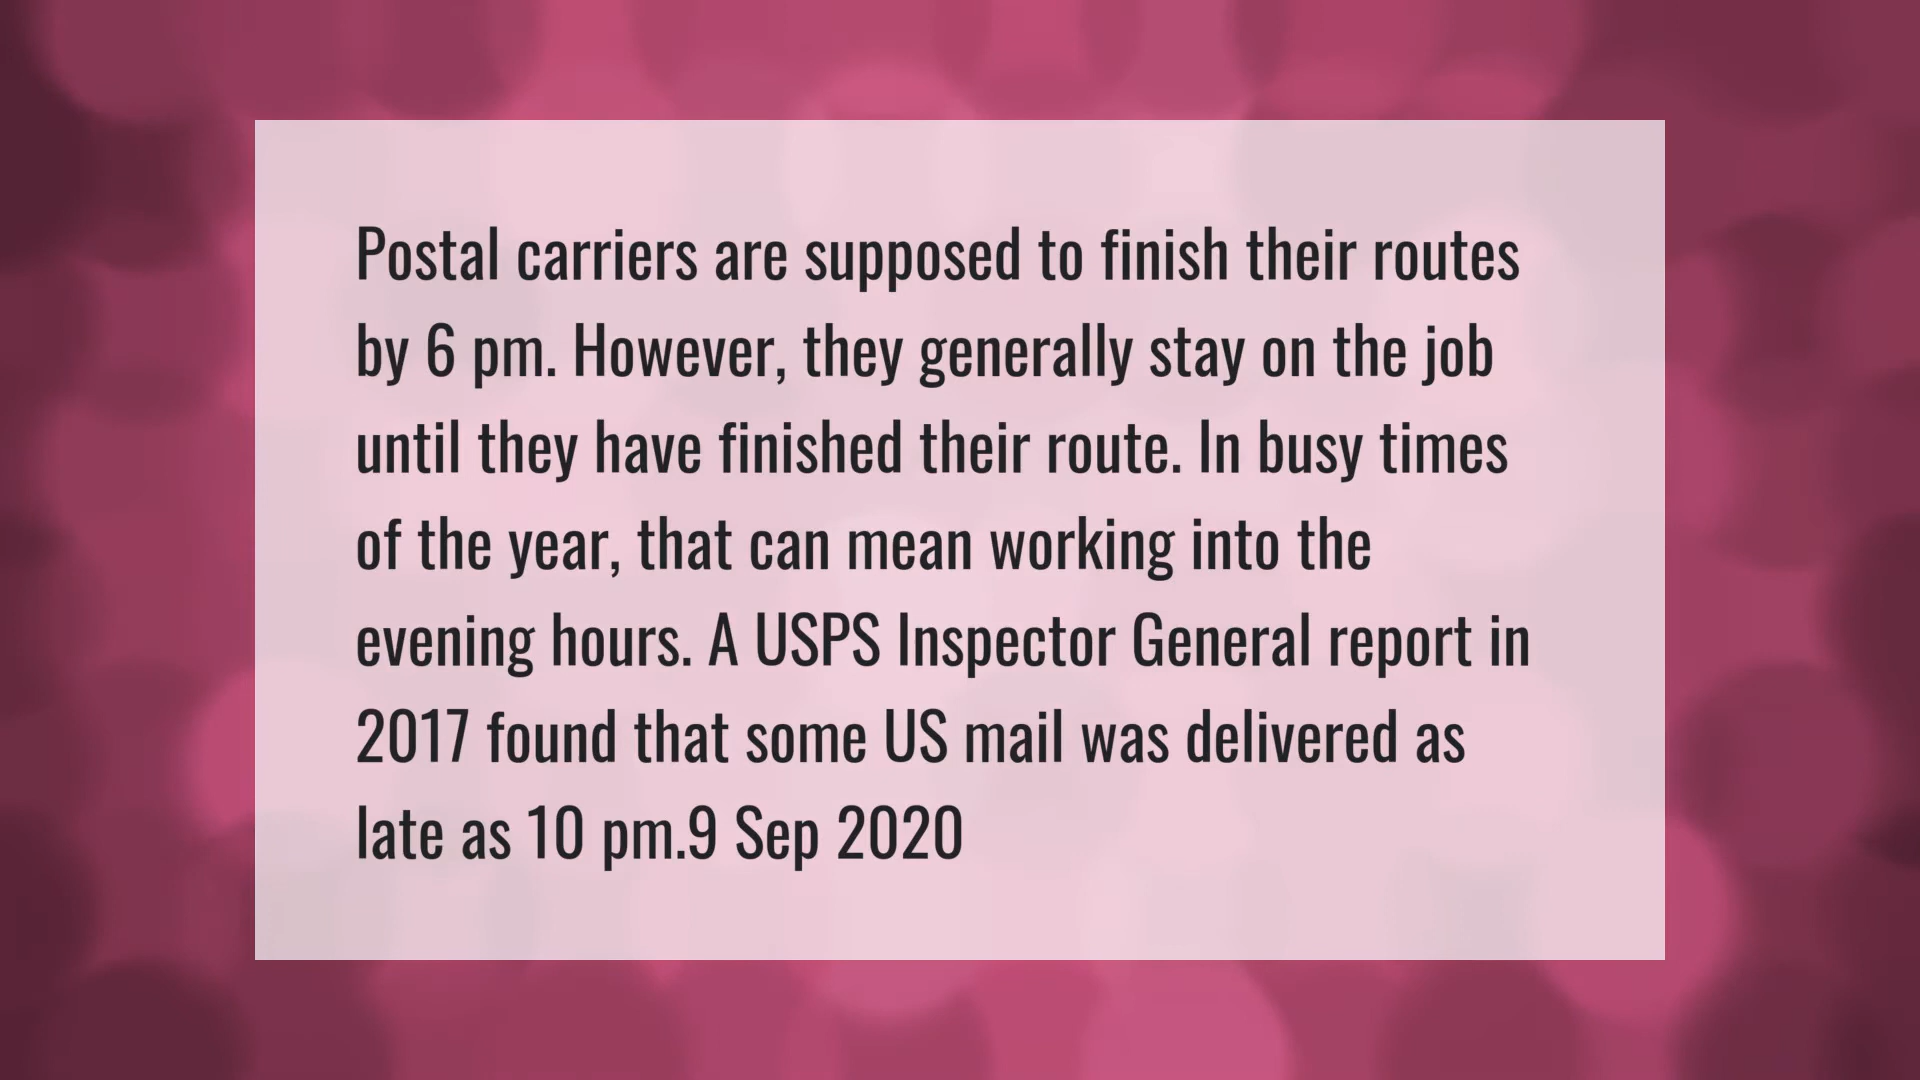 Postal carriers are supposed to finish their routes
by 6 pm. However, they generally stay on the job
until they have finished their route. In busy times
of the year, that can mean working into the
evening hours. A USPS Inspector General report in
2017 found that some US mail was delivered as
late as 10 pm.9 Sep 2020